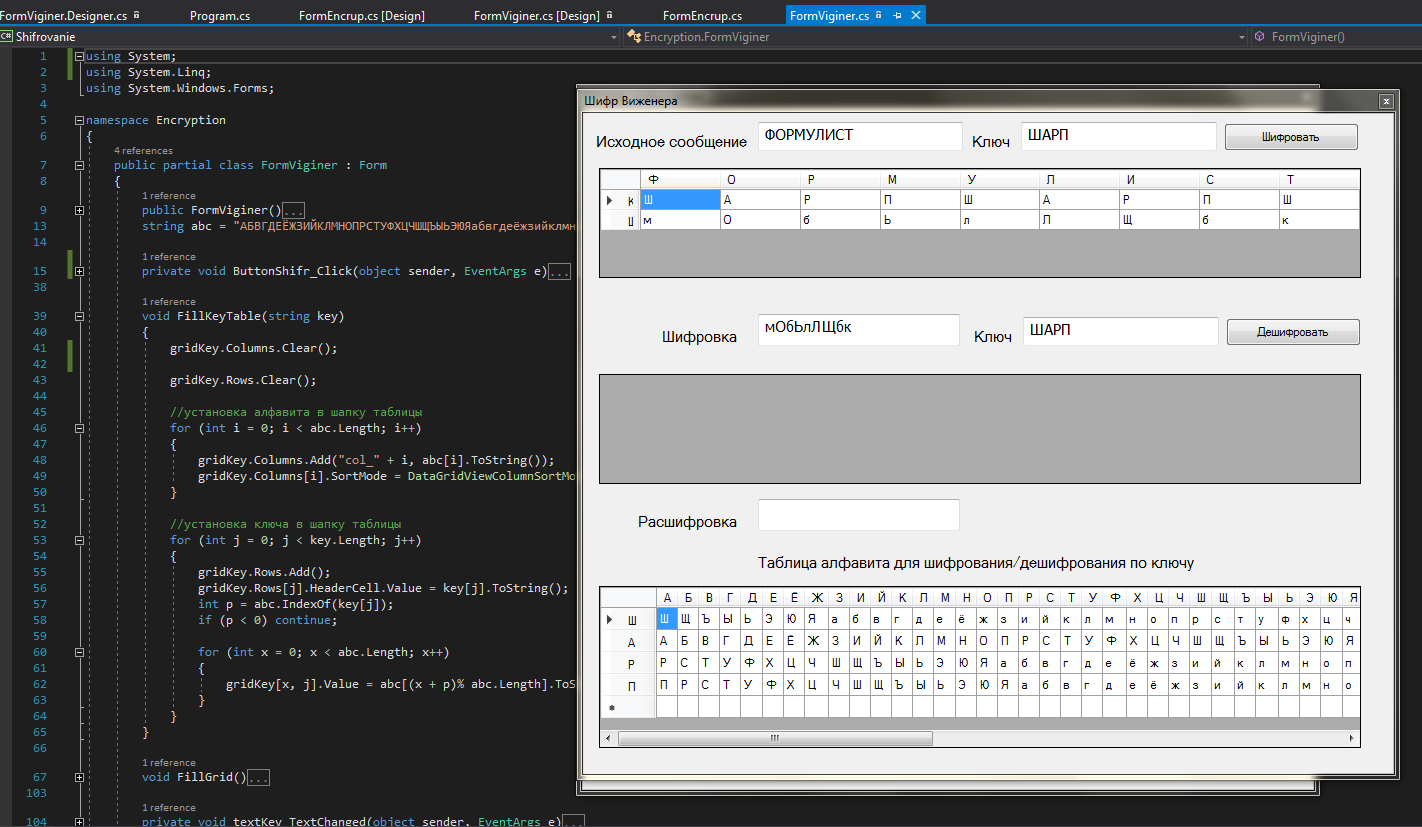 FormViginer.Designer.cs Program.cs FormEncrup.cs [Design] FormViginer.cs [Design] FormEncrup.cs FormViginer.cs
C# Shifrovanie Encryption.FormViginer FormViginer()
1 using System;
2 using System.Linq;
3 using System.Windows.Forms;
4
5 namespace Encryption
6 {
4 references
7 public partial class FormViginer : Form
8 {
1 reference
9 public FormViginer()...
13 string abc = "АБВГДЕЁЖЗИЙКЛМНОПРСТУФХЦЧШЩЪЫЬЭЮЯабвгдеёжзийклмн
14
1 reference
15 private void ButtonShifr_Click(object sender, EventArgs e)...
38
1 reference
39 void FillKeyTable(string key)
40 {
41 gridKey.Columns.Clear();
42
43 gridKey.Rows.Clear();
44
45 //установка алфавита в шапку таблицы
46 for (int i = 0; i < abc.Length; i++)
47 {
48 gridKey.Columns.Add("col_" + i, abc[i].ToString());
49 gridKey.Columns[i].SortMode = DataGridViewColumnSortMo
50 }
51
52 //установка ключа в шапку таблицы
53 for (int j = 0; j < key.Length; j++)
54 {
55 gridKey.Rows.Add();
56 gridKey.Rows[j].HeaderCell.Value = key[j].ToString();
57 int p = abc.IndexOf(key[j]);
58 if (p < 0) continue;
59
60 for (int x = 0; x < abc.Length; x++)
61 {
62 gridKey[x, j].Value = abc[(x + p)% abc.Length].ToS
63 }
64 }
65 }
66
1 reference
67 void FillGrid()...
103
1 reference
104 private void textKey_TextChanged(object sender, EventArgs e)...
Шифр Виженера
Исходное сообщение ФОРМУЛИСТ Ключ ШАРП Шифровать
Ф О Р М У Л И С Т
К Ш А Р П Ш А Р П Ш
Ш м О б Ь л Л Щ б к
Шифровка мОбЬлЛЩбк Ключ ШАРП Дешифровать
Расшифровка
Таблица алфавита для шифрования/дешифрования по ключу
А Б В Г Д Е Ё Ж З И Й К Л М Н О П Р С Т У Ф Х Ц Ч Ш Щ Ъ Ы Ь Э Ю Я
Ш Ш Щ Ъ Ы Ь Э Ю Я а б в г д е ё ж з и й к л м н о п р с т у ф х ц ч
А А Б В Г Д Е Ё Ж З И Й К Л М Н О П Р С Т У Ф Х Ц Ч Ш Щ Ъ Ы Ь Э Ю Я
Р Р С Т У Ф Х Ц Ч Ш Щ Ъ Ы Ь Э Ю Я а б в г д е ё ж з и й к л м н о п
П П Р С Т У Ф Х Ц Ч Ш Щ Ъ Ы Ь Э Ю Я а б в г д е ё ж з и й к л м н о
*